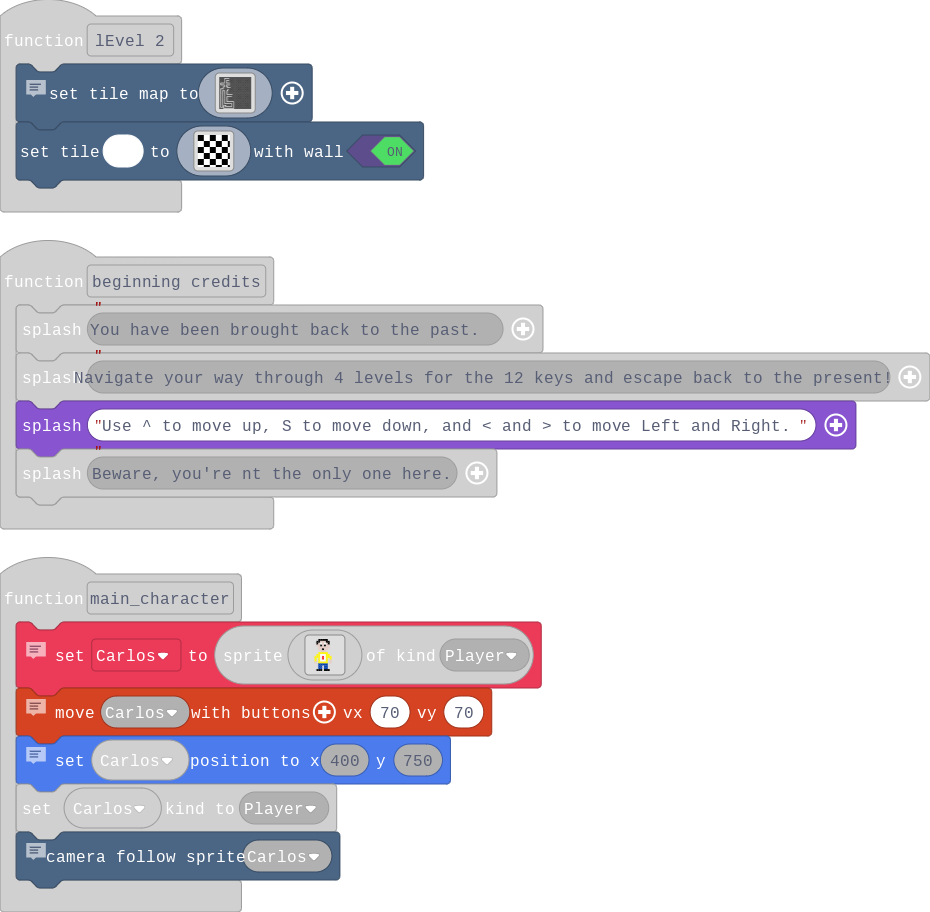 function lEvel 2
set tile map to
set tile to with wall ON
function beginning credits
splash "You have been brought back to the past.
splash "Navigate your way through 4 levels for the 12 keys and escape back to the present!
splash "Use ^ to move up, S to move down, and < and > to move Left and Right. "
splash "Beware, you're nt the only one here.
function main_character
set Carlos to sprite of kind Player
move Carlos with buttons vx 70 vy 70
set Carlos position to x 400 y 750
set Carlos kind to Player
camera follow sprite Carlos